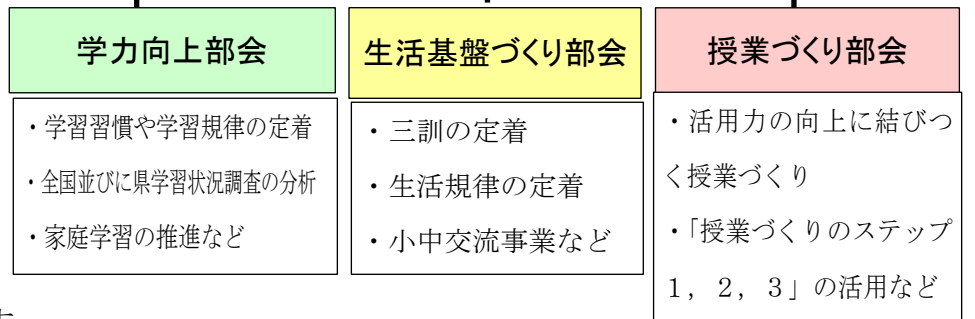 学力向上部会
・学習習慣や学習規律の定着
・全国並びに県学習状況調査の分析
・家庭学習の推進など
生活基盤づくり部会
・三訓の定着
・生活規律の定着
・小中交流事業など
授業づくり部会
・活用力の向上に結びつ
く授業づくり
・「授業づくりのステップ
１，２，３」の活用など